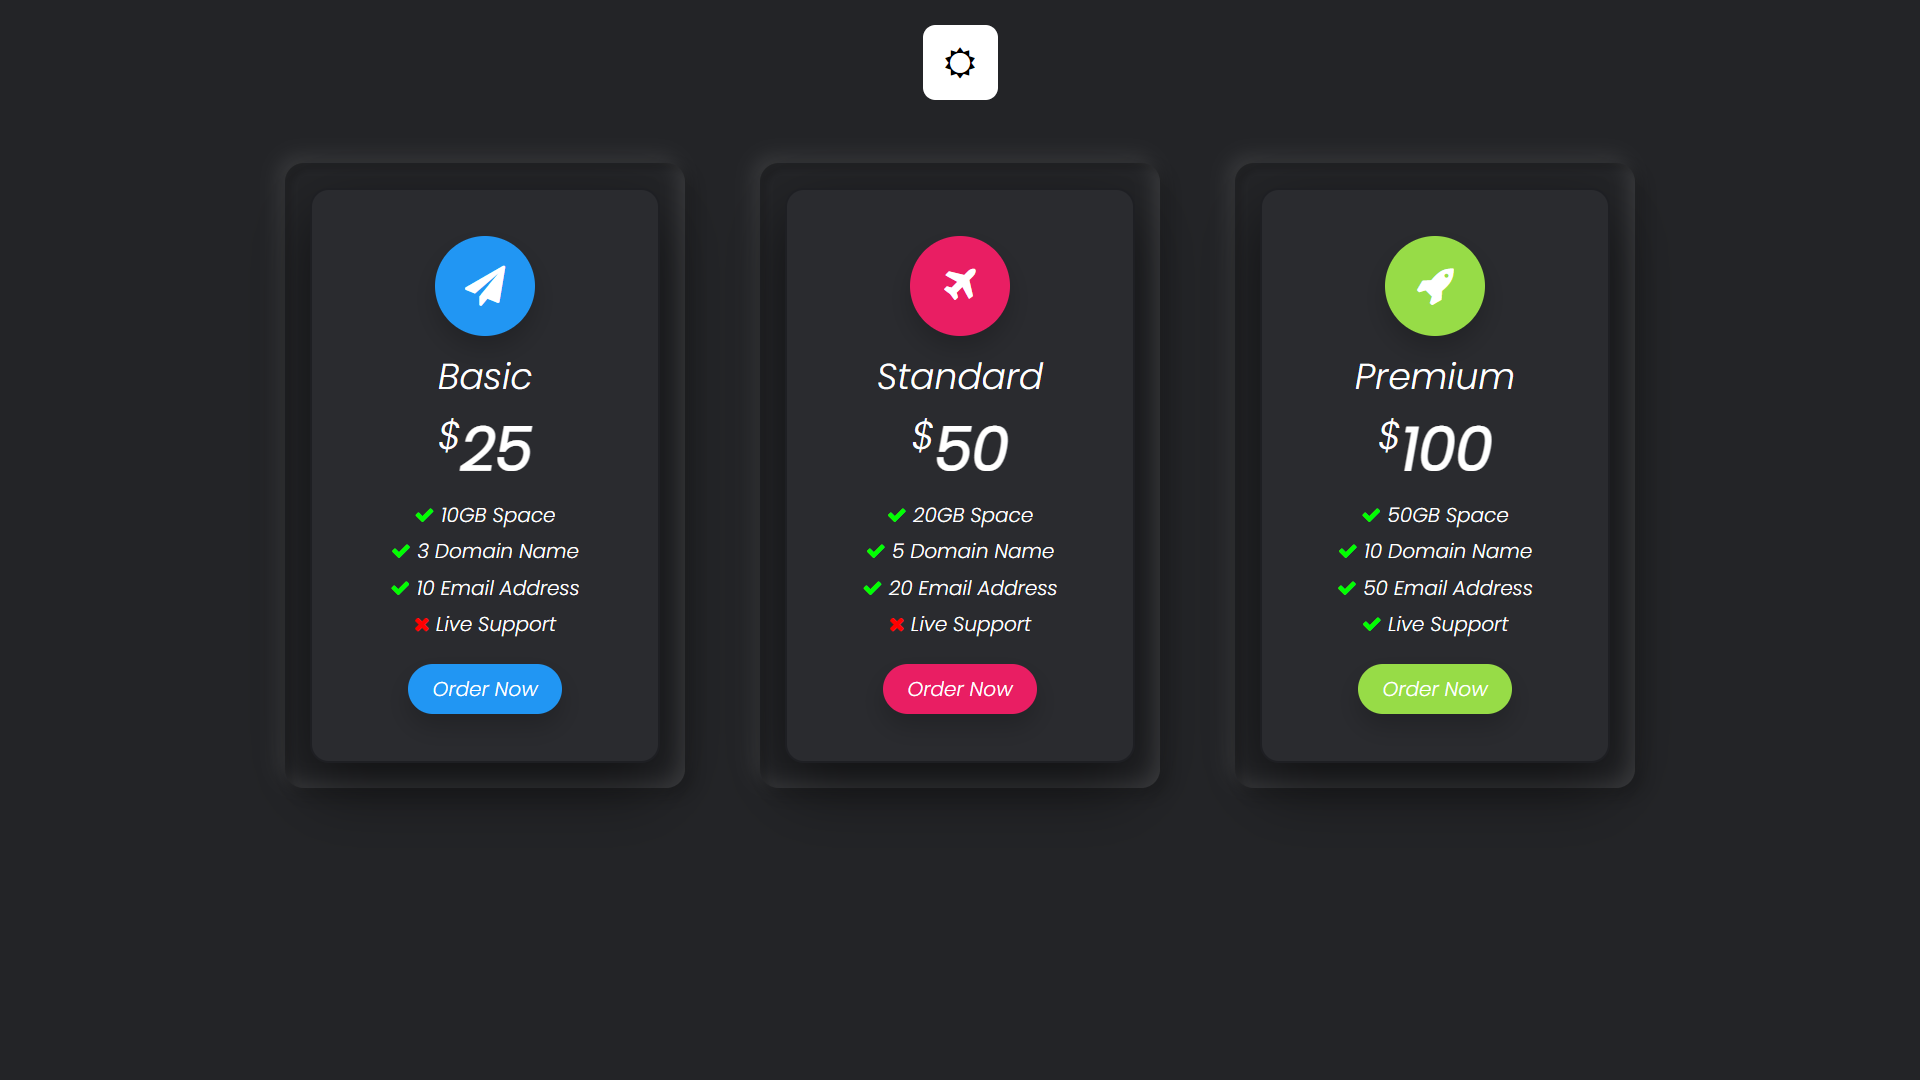 Basic
$25
10GB Space
3 Domain Name
10 Email Address
Live Support
Order Now
Standard
$50
20GB Space
5 Domain Name
20 Email Address
Live Support
Order Now
Premium
$100
50GB Space
10 Domain Name
50 Email Address
Live Support
Order Now